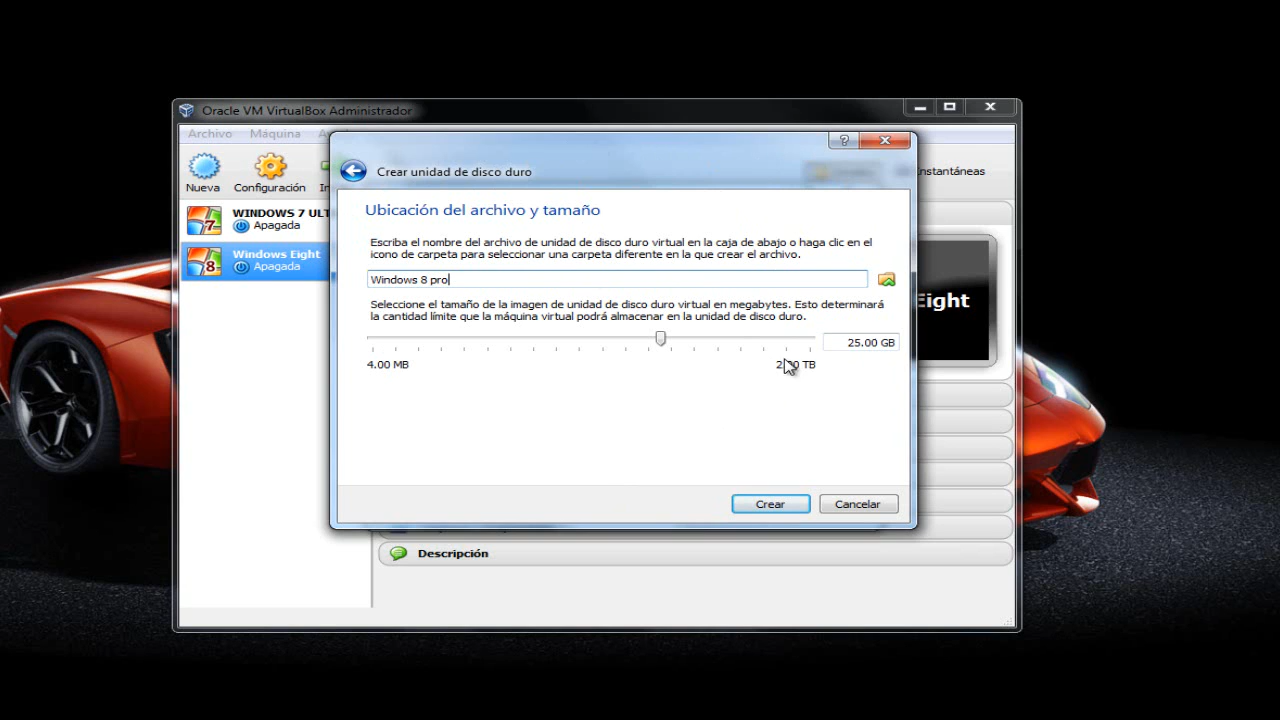 Oracle VM VirtualBox Administrador
Archivo Máquina
Crear unidad de disco duro
Nueva Configuración
Instantáneas
WINDOWS 7 ULT
Apagada
Windows Eight
Apagada
Ubicación del archivo y tamaño
Escriba el nombre del archivo de unidad de disco duro virtual en la caja de abajo o haga clic en el
icono de carpeta para seleccionar una carpeta diferente en la que crear el archivo.
Windows 8 pro
Seleccione el tamaño de la imagen de unidad de disco duro virtual en megabytes. Esto determinará
la cantidad límite que la máquina virtual podrá almacenar en la unidad de disco duro.
25.00 GB
4.00 MB
TB
Eight
Crear Cancelar
Descripción